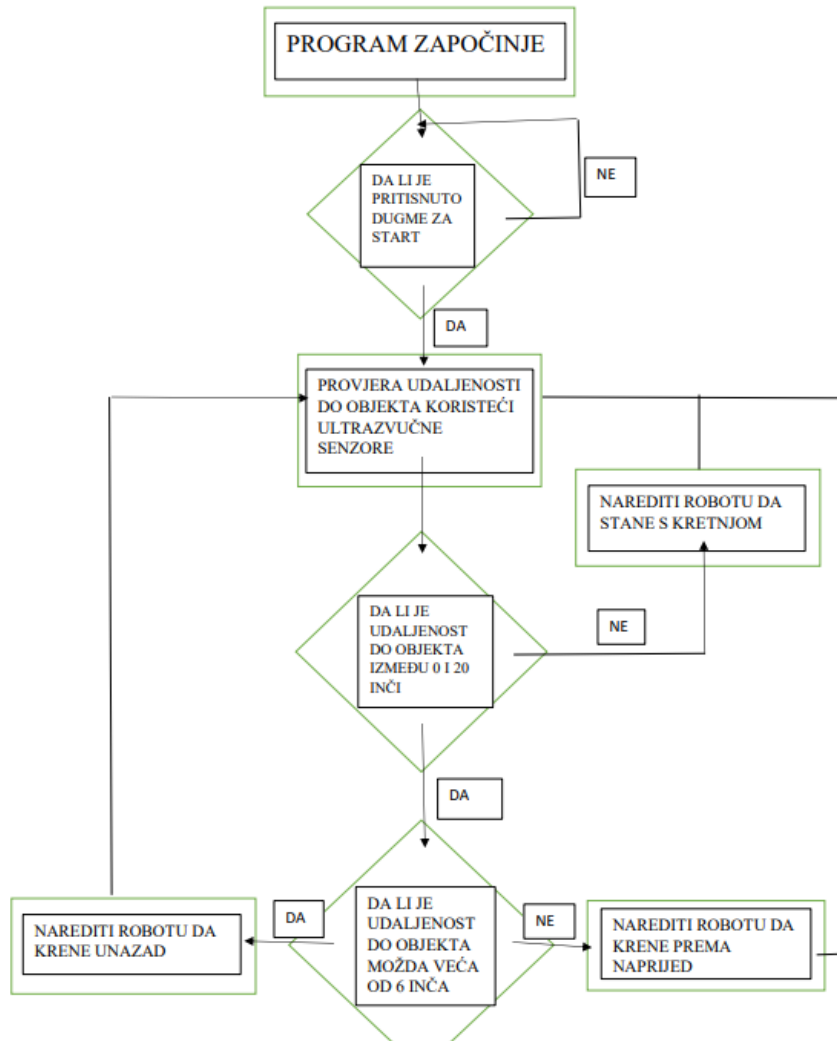 PROGRAM ZAPOČINJE
DA LI JE
PRITISNUTO
DUGME ZA
START
NE
DA
PROVJERA UDALJENOSTI
DO OBJEKTA KORISTEĆI
ULTRAZVUČNE
SENZORE
NAREDITI ROBOTU DA
STANE S KRETNJOM
DA LI JE
UDALJENOST
DO OBJEKTA
IZMEĐU 0 I 20
INČI
NE
DA
NAREDITI ROBOTU DA
KRENE UNAZAD
DA
DA LI JE
UDALJENOST
DO OBJEKTA
MOŽDA VEĆA
OD 6 INČA
NE
NAREDITI ROBOTU DA
KRENE PREMA
NAPRIJED